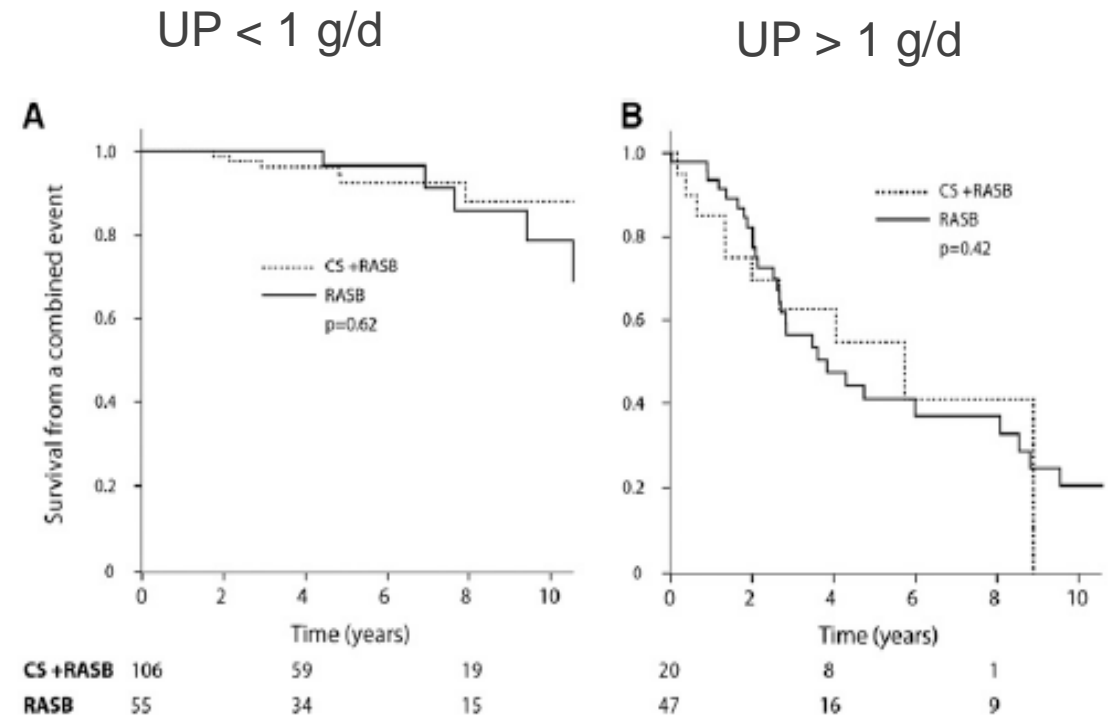 UP < 1 g/d
UP > 1 g/d
A
Survival from a combined event
1.0
0.8
0.6
0.4
0.2
0
CS +RASB
RASB
p=0.62
0 2 4 6 8 10
Time (years)
B
1.0
0.8
0.6
0.4
0.2
0
CS +RASB
RASB
p=0.42
0 2 4 6 8 10
Time (years)
CS +RASB 106 59 19 20 8 1
RASB 55 34 15 47 16 9